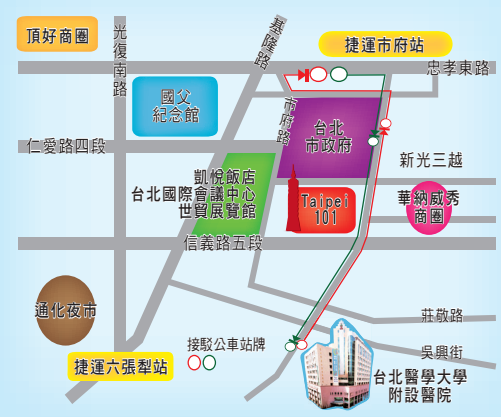 頂好商圈
光復南路
基隆路
捷運市府站
忠孝東路
國父
紀念館
市府路
台北
市政府
仁愛路四段
新光三越
凱悅飯店
台北國際會議中心
世貿展覽館
Taipei
101
華納威秀
商圈
信義路五段
通化夜市
莊敬路
接駁公車站牌
吳興街
捷運六張犁站
台北醫學大學
附設醫院